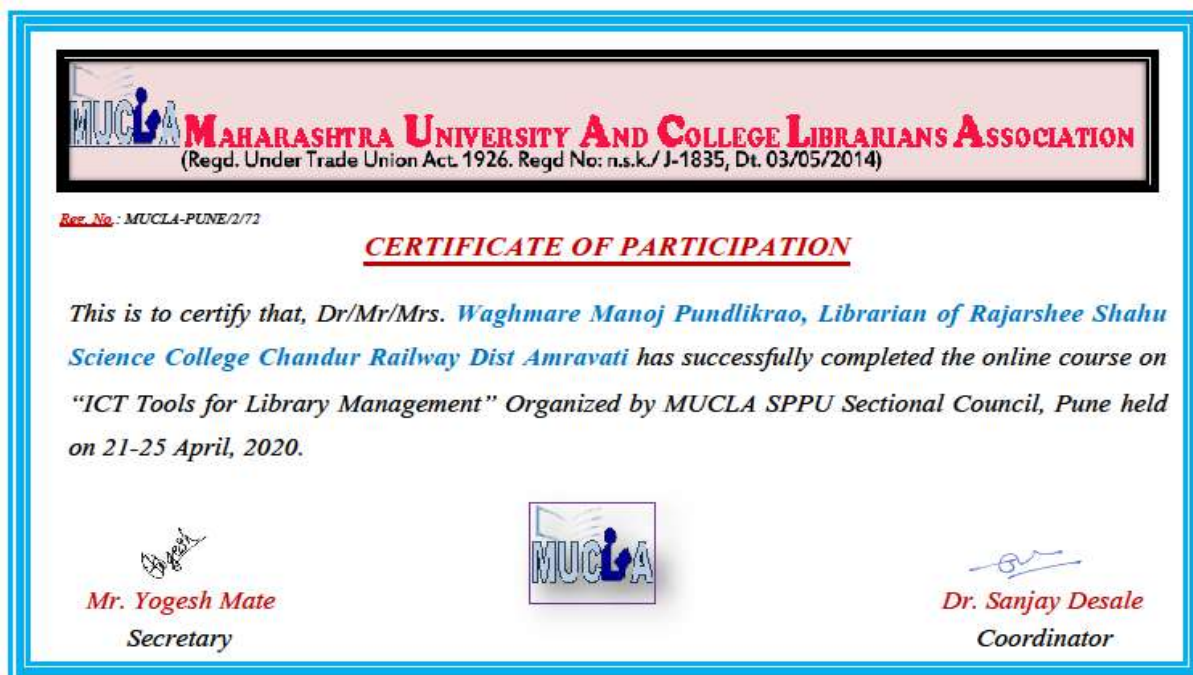 MUCLA
MAHARASHTRA UNIVERSITY AND COLLEGE LIBRARIANS ASSOCIATION
(Regd. Under Trade Union Act. 1926. Regd No: n.s.k./ J-1835, Dt. 03/05/2014)
Reg. No.: MUCLA-PUNE/2/72
CERTIFICATE OF PARTICIPATION
This is to certify that, Dr/Mr/Mrs. Waghmare Manoj Pundlikrao, Librarian of Rajarshee Shahu
Science College Chandur Railway Dist Amravati has successfully completed the online course on
“ICT Tools for Library Management” Organized by MUCLA SPPU Sectional Council, Pune held
on 21-25 April, 2020.
Yogesh
MUCLA
Mr. Yogesh Mate
Dr. Sanjay Desale
Secretary
Coordinator